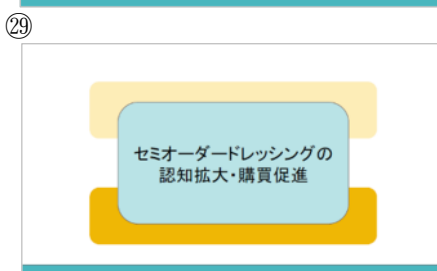 ㉙
セミオーダードレッシングの
認知拡大・購買促進